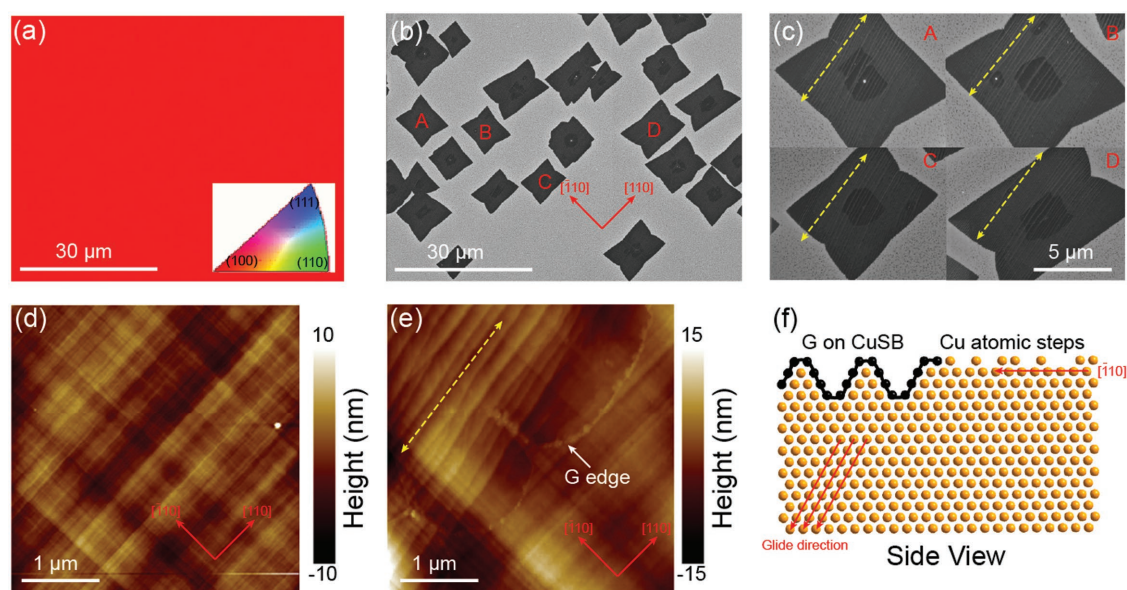 (a)
(111)
(100)
(110)
30 µm
(b)
A
B
C
D
[1̄10]
[110]
30 µm
(c)
A
B
C
D
5 µm
(d)
[1̄10]
[110]
1 µm
10
Height (nm)
-10
(e)
G edge
[1̄10]
[110]
1 µm
15
Height (nm)
-15
(f)
G on CuSB
Cu atomic steps
[1̄10]
Glide direction
Side View